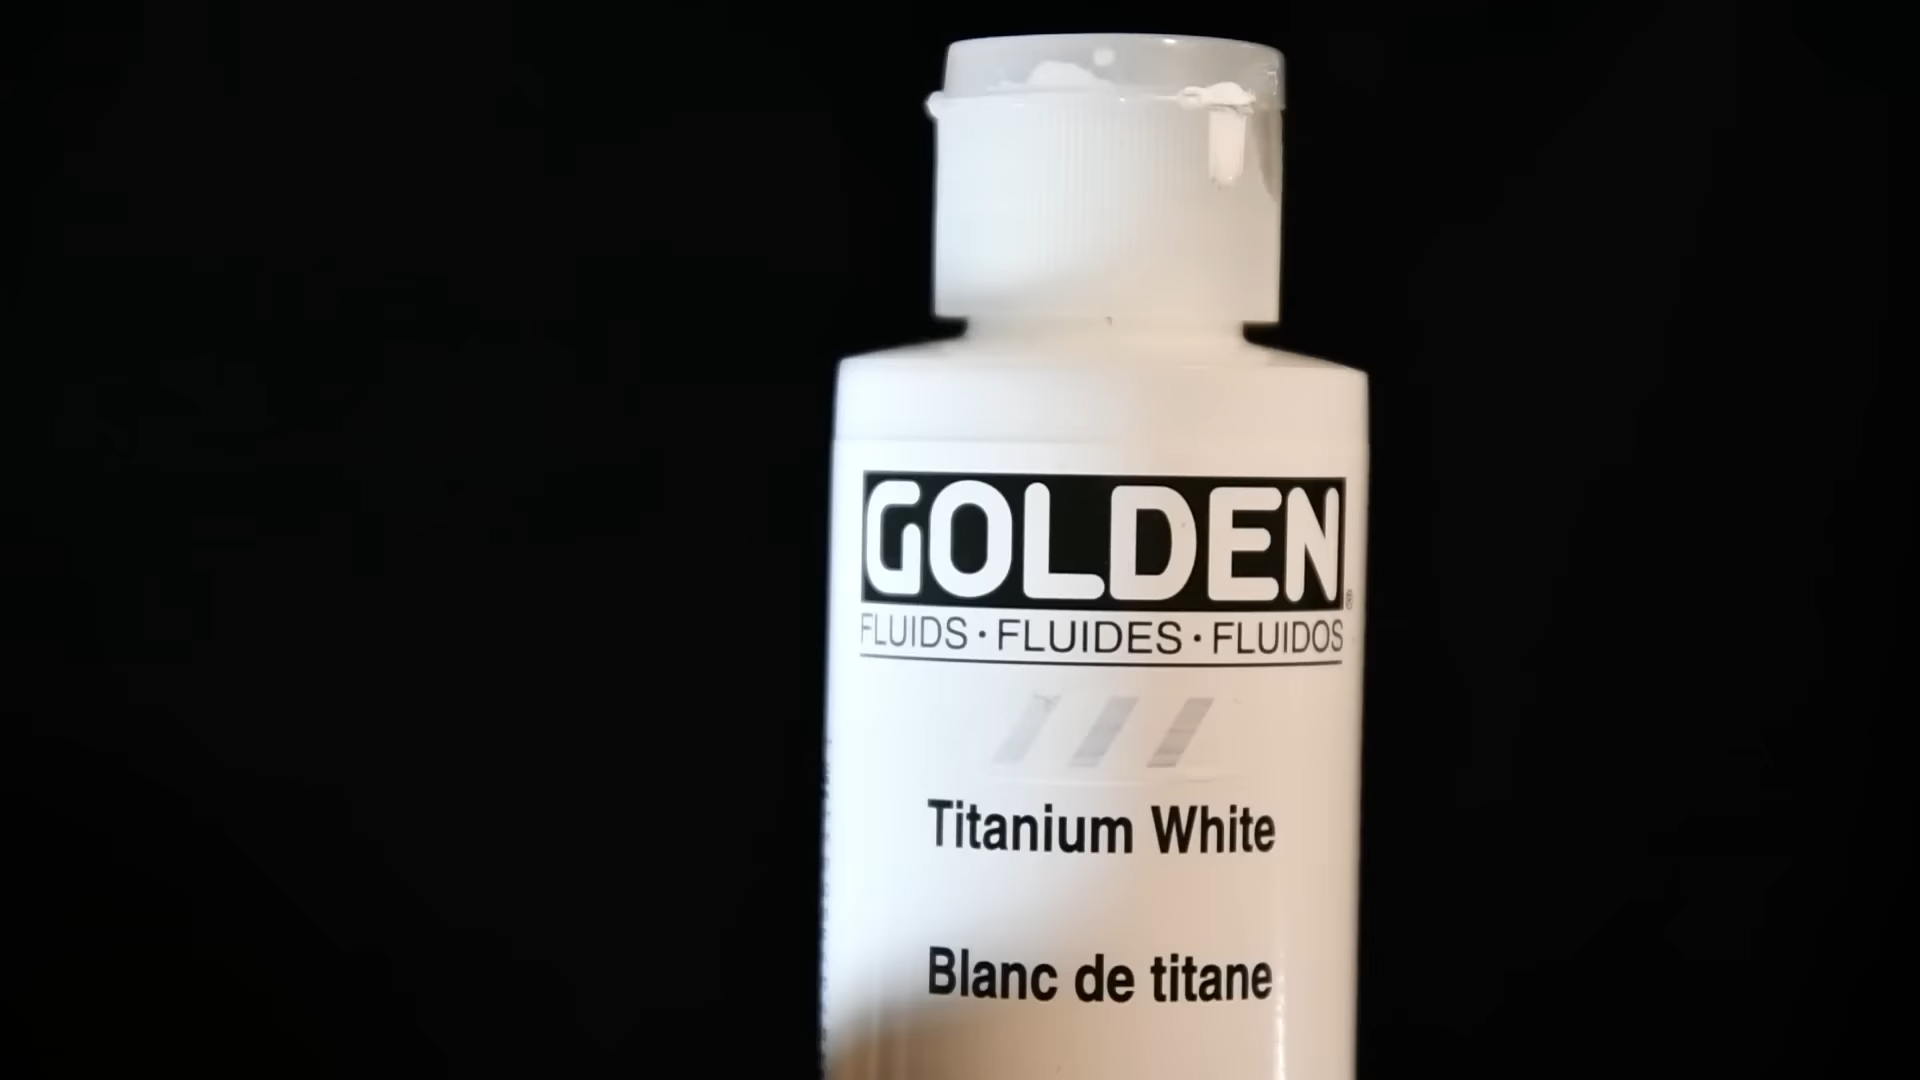 GOLDEN®
FLUIDS · FLUIDES · FLUIDOS
Titanium White
Blanc de titane